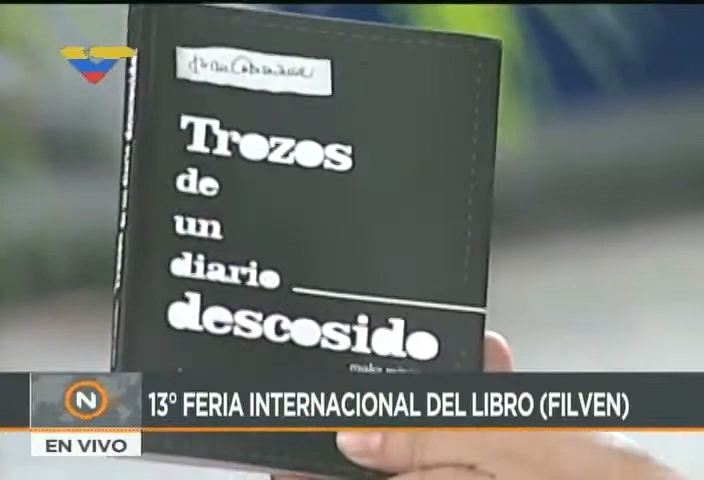 Trozos
de
un
diario
descosido
N
13° FERIA INTERNACIONAL DEL LIBRO (FILVEN)
EN VIVO